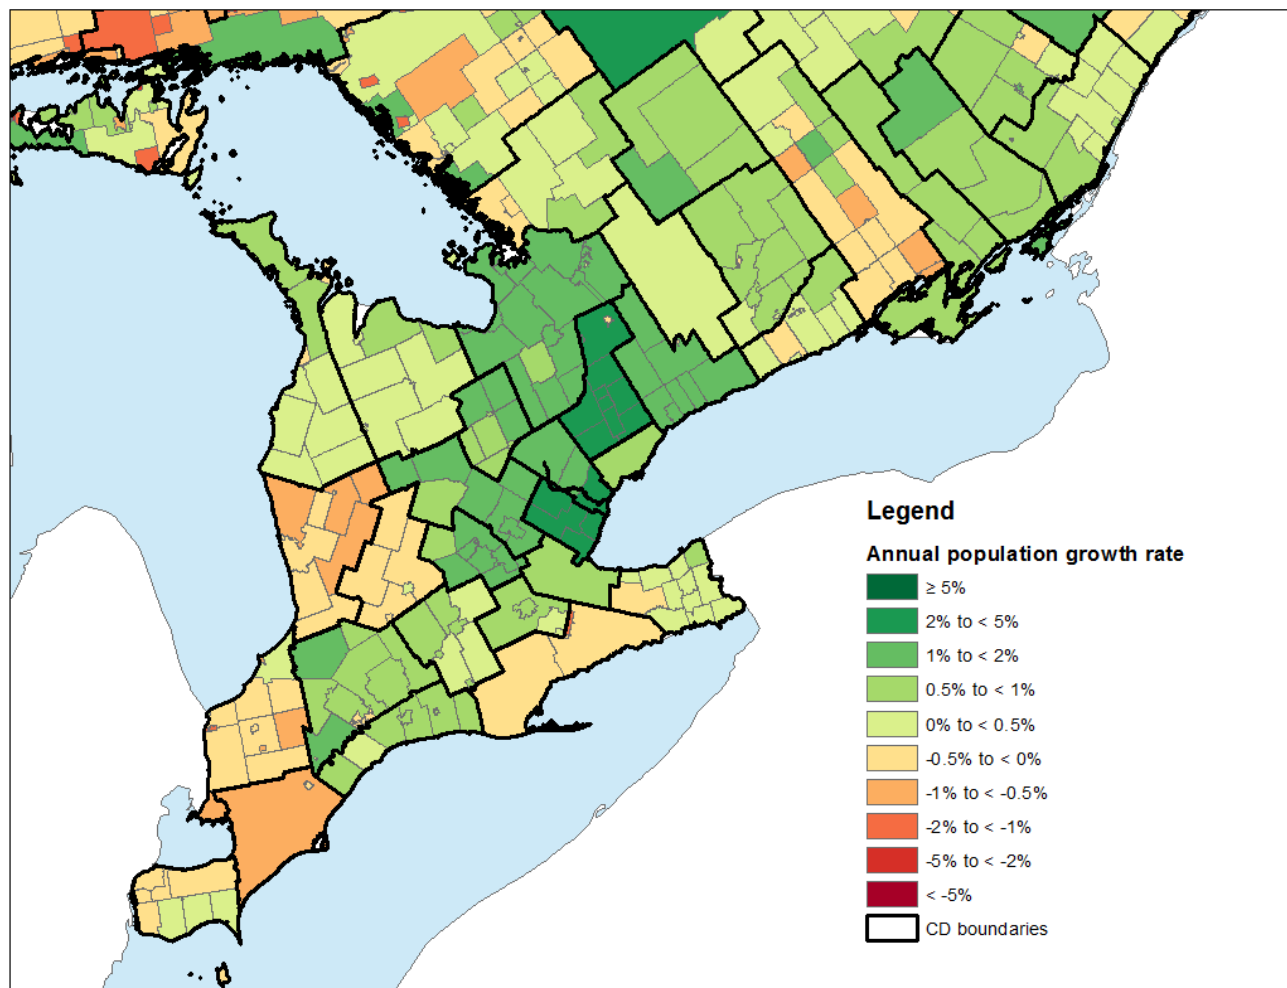 Legend
Annual population growth rate
≥ 5%
2% to < 5%
1% to < 2%
0.5% to < 1%
0% to < 0.5%
-0.5% to < 0%
-1% to < -0.5%
-2% to < -1%
-5% to < -2%
< -5%
CD boundaries